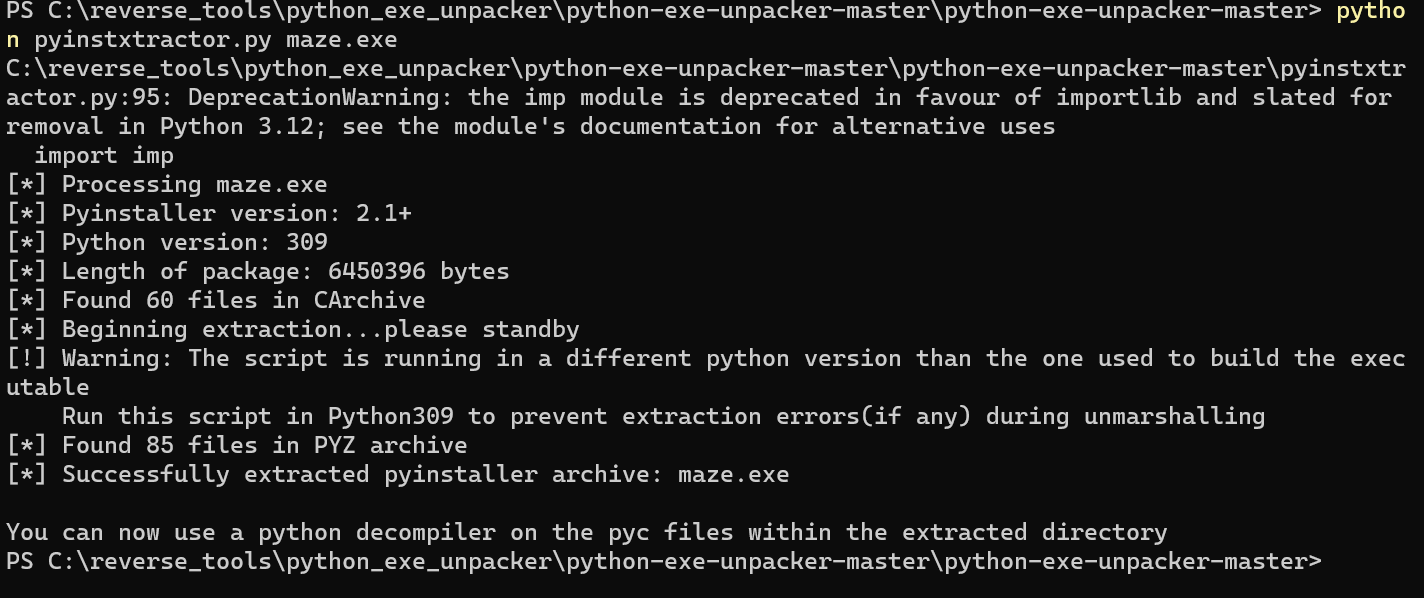 PS C:\reverse_tools\python_exe_unpacker\python-exe-unpacker-master\python-exe-unpacker-master> pytho
n pyinstxtractor.py maze.exe
C:\reverse_tools\python_exe_unpacker\python-exe-unpacker-master\python-exe-unpacker-master\pyinstxtr
actor.py:95: DeprecationWarning: the imp module is deprecated in favour of importlib and slated for
removal in Python 3.12; see the module's documentation for alternative uses
  import imp
[*] Processing maze.exe
[*] Pyinstaller version: 2.1+
[*] Python version: 309
[*] Length of package: 6450396 bytes
[*] Found 60 files in CArchive
[*] Beginning extraction...please standby
[!] Warning: The script is running in a different python version than the one used to build the exec
utable
    Run this script in Python309 to prevent extraction errors(if any) during unmarshalling
[*] Found 85 files in PYZ archive
[*] Successfully extracted pyinstaller archive: maze.exe

You can now use a python decompiler on the pyc files within the extracted directory
PS C:\reverse_tools\python_exe_unpacker\python-exe-unpacker-master\python-exe-unpacker-master>